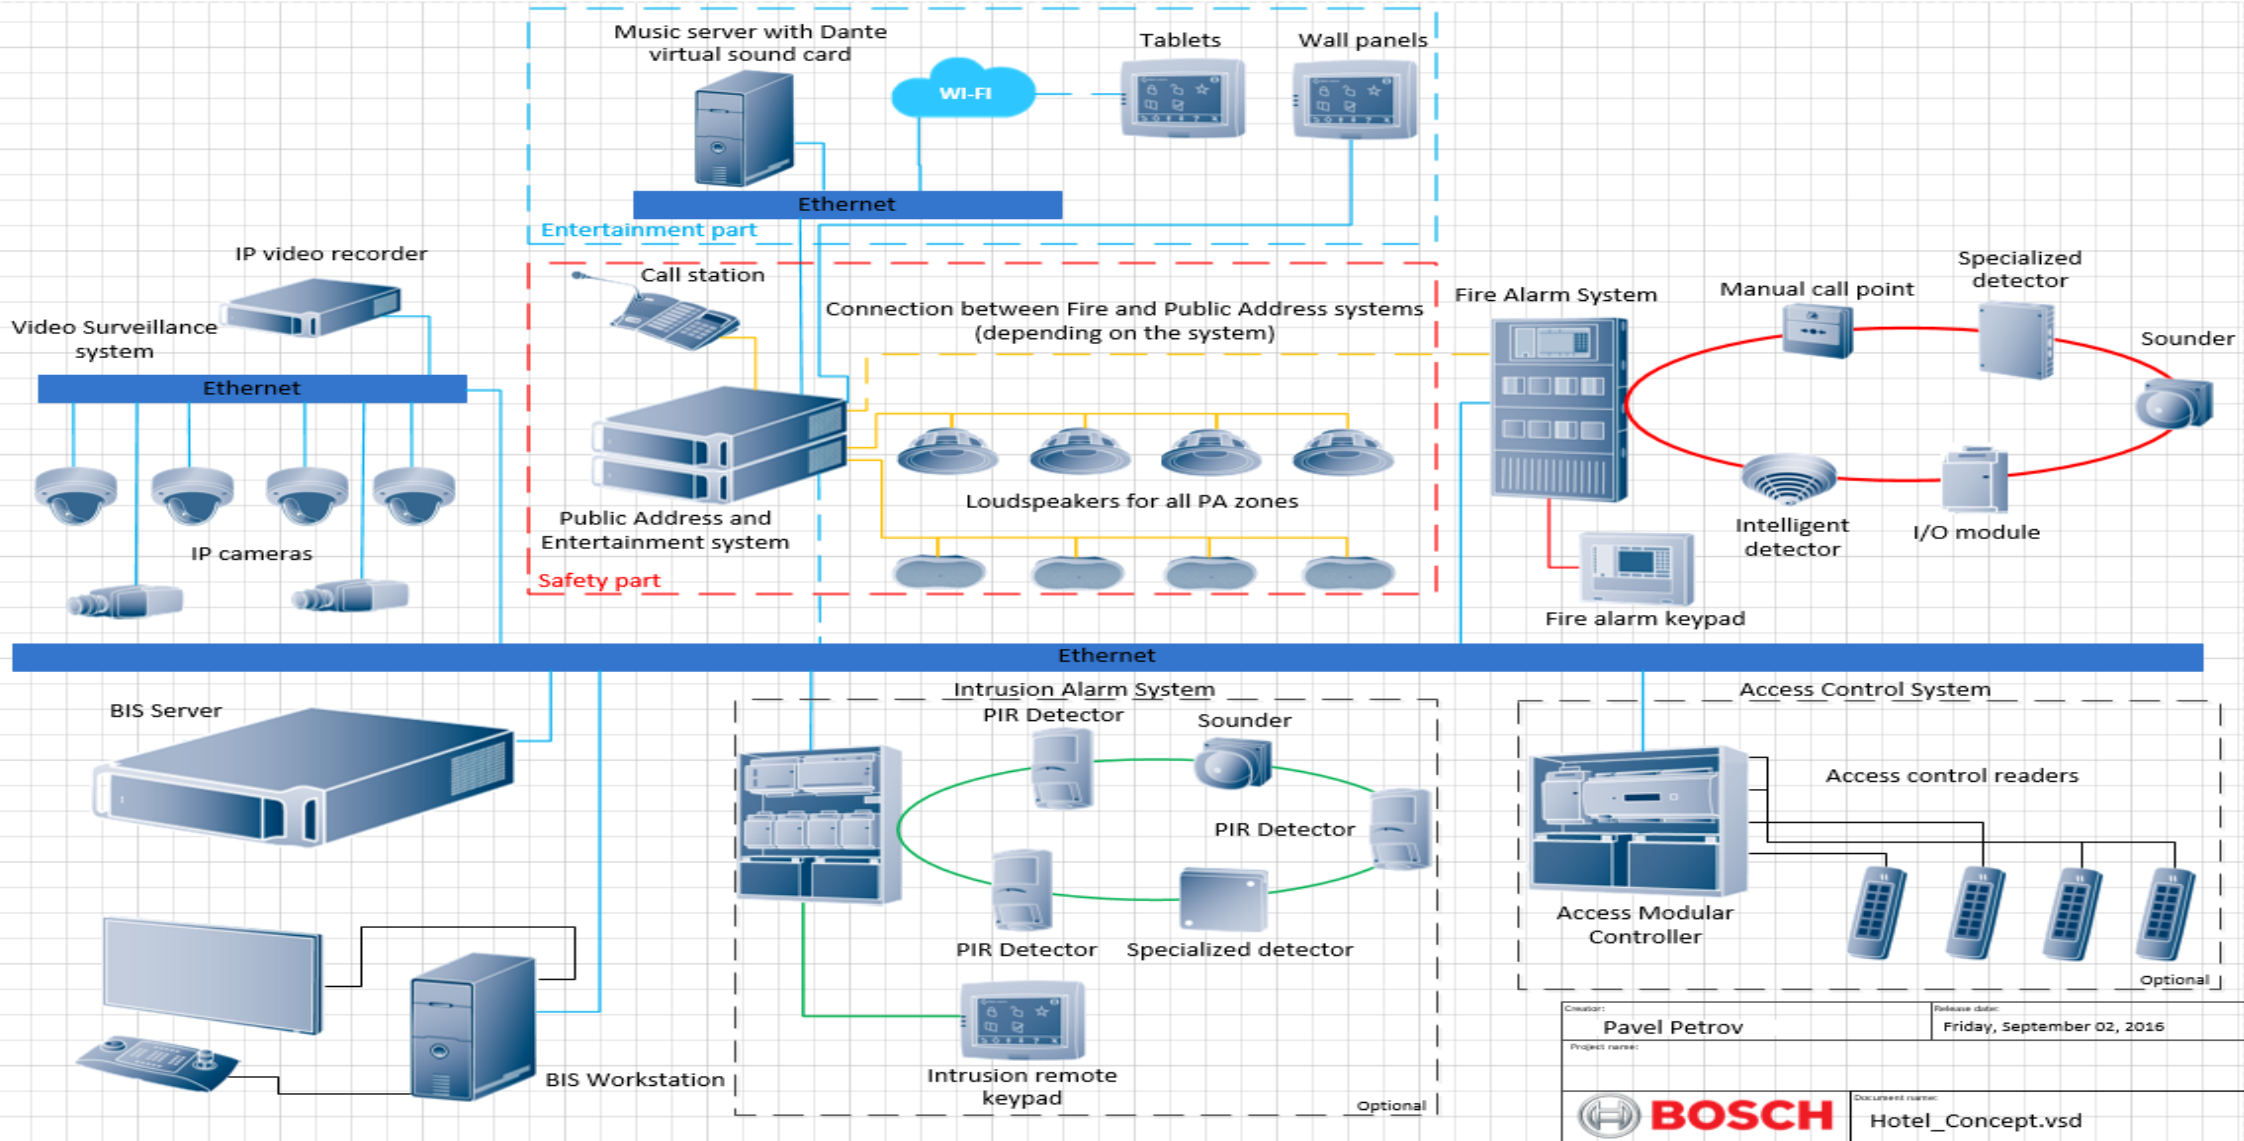 Music server with Dante
virtual sound card
Tablets
Wall panels
WI-FI
Ethernet
Entertainment part
IP video recorder
Video Surveillance
system
Ethernet
IP cameras
Call station
Connection between Fire and Public Address systems
(depending on the system)
Loudspeakers for all PA zones
Public Address and
Entertainment system
Safety part
Fire Alarm System
Manual call point
Specialized
detector
Sounder
Intelligent
detector
I/O module
Fire alarm keypad
Ethernet
BIS Server
BIS Workstation
Intrusion Alarm System
PIR Detector
Sounder
PIR Detector
PIR Detector
Specialized detector
Intrusion remote
keypad
Optional
Access Control System
Access control readers
Access Modular
Controller
Optional
Creator:
Pavel Petrov
Release date:
Friday, September 02, 2016
Project name:
BOSCH
Document name:
Hotel_Concept.vsd